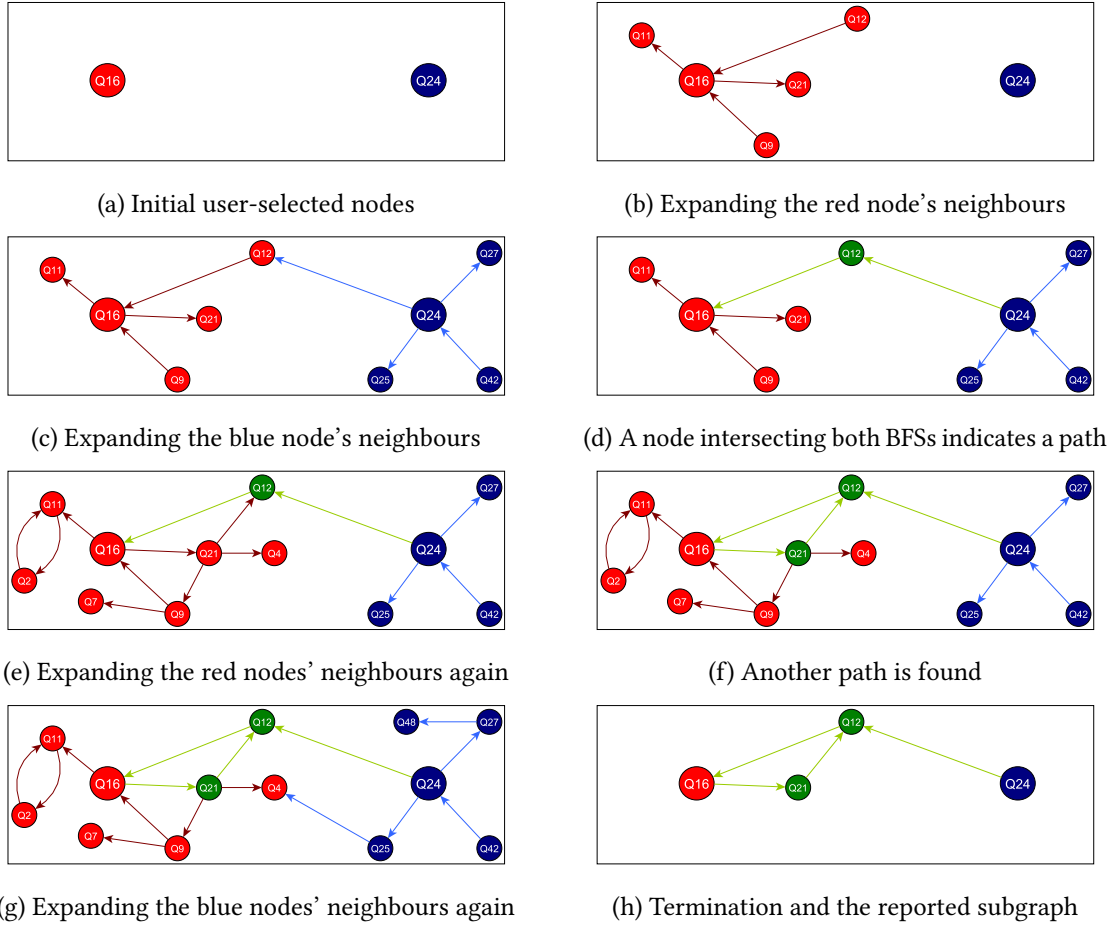 Q16
Q24
(a) Initial user-selected nodes
Q12
Q11
Q16
Q21
Q24
Q9
(b) Expanding the red node's neighbours
Q12
Q27
Q11
Q16
Q21
Q24
Q9
Q25
Q42
(c) Expanding the blue node's neighbours
Q12
Q27
Q11
Q16
Q21
Q24
Q9
Q25
Q42
(d) A node intersecting both BFSs indicates a path
Q12
Q27
Q11
Q16
Q21
Q4
Q24
Q2
Q7
Q9
Q25
Q42
(e) Expanding the red nodes' neighbours again
Q12
Q27
Q11
Q16
Q21
Q4
Q24
Q2
Q7
Q9
Q25
Q42
(f) Another path is found
Q12
Q48
Q27
Q11
Q16
Q21
Q4
Q24
Q2
Q7
Q9
Q25
Q42
(g) Expanding the blue nodes' neighbours again
Q12
Q16
Q21
Q24
(h) Termination and the reported subgraph